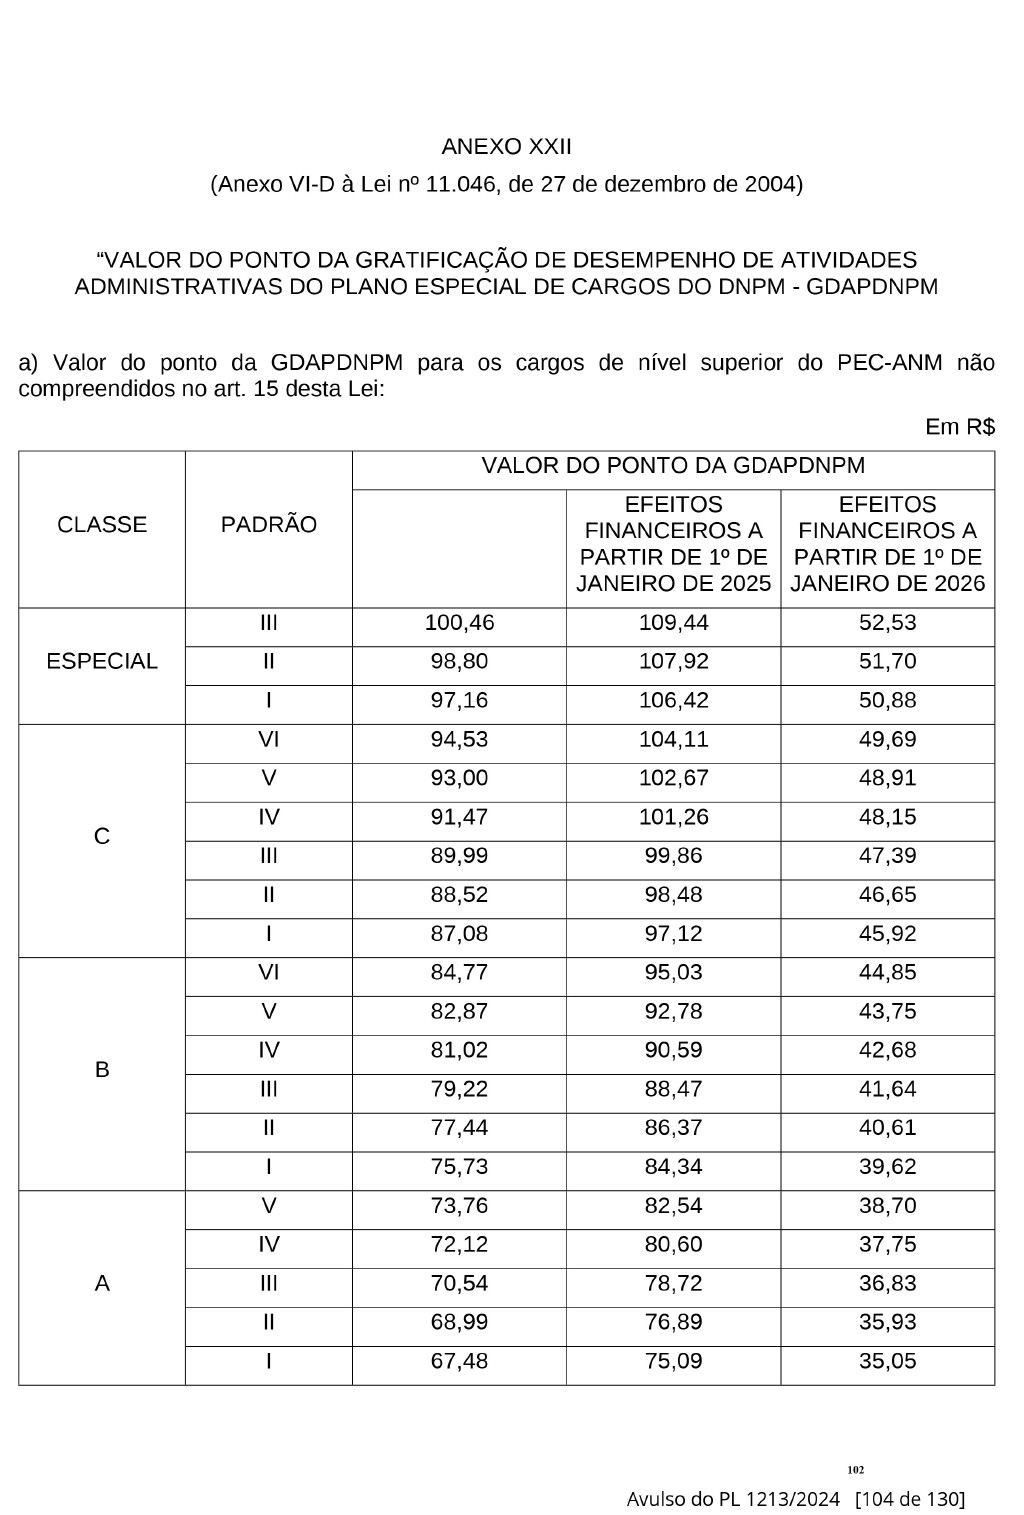 ANEXO XXII
(Anexo VI-D à Lei nº 11.046, de 27 de dezembro de 2004)
“VALOR DO PONTO DA GRATIFICAÇÃO DE DESEMPENHO DE ATIVIDADES
ADMINISTRATIVAS DO PLANO ESPECIAL DE CARGOS DO DNPM - GDAPDNPM
a) Valor do ponto da GDAPDNPM para os cargos de nível superior do PEC-ANM não
compreendidos no art. 15 desta Lei:
Em R$
CLASSE PADRÃO VALOR DO PONTO DA GDAPDNPM
EFEITOS FINANCEIROS A PARTIR DE 1º DE JANEIRO DE 2025 EFEITOS FINANCEIROS A PARTIR DE 1º DE JANEIRO DE 2026
ESPECIAL III 100,46 109,44 52,53
II 98,80 107,92 51,70
I 97,16 106,42 50,88
C VI 94,53 104,11 49,69
V 93,00 102,67 48,91
IV 91,47 101,26 48,15
III 89,99 99,86 47,39
II 88,52 98,48 46,65
I 87,08 97,12 45,92
B VI 84,77 95,03 44,85
V 82,87 92,78 43,75
IV 81,02 90,59 42,68
III 79,22 88,47 41,64
II 77,44 86,37 40,61
I 75,73 84,34 39,62
A V 73,76 82,54 38,70
IV 72,12 80,60 37,75
III 70,54 78,72 36,83
II 68,99 76,89 35,93
I 67,48 75,09 35,05
102
Avulso do PL 1213/2024 [104 de 130]